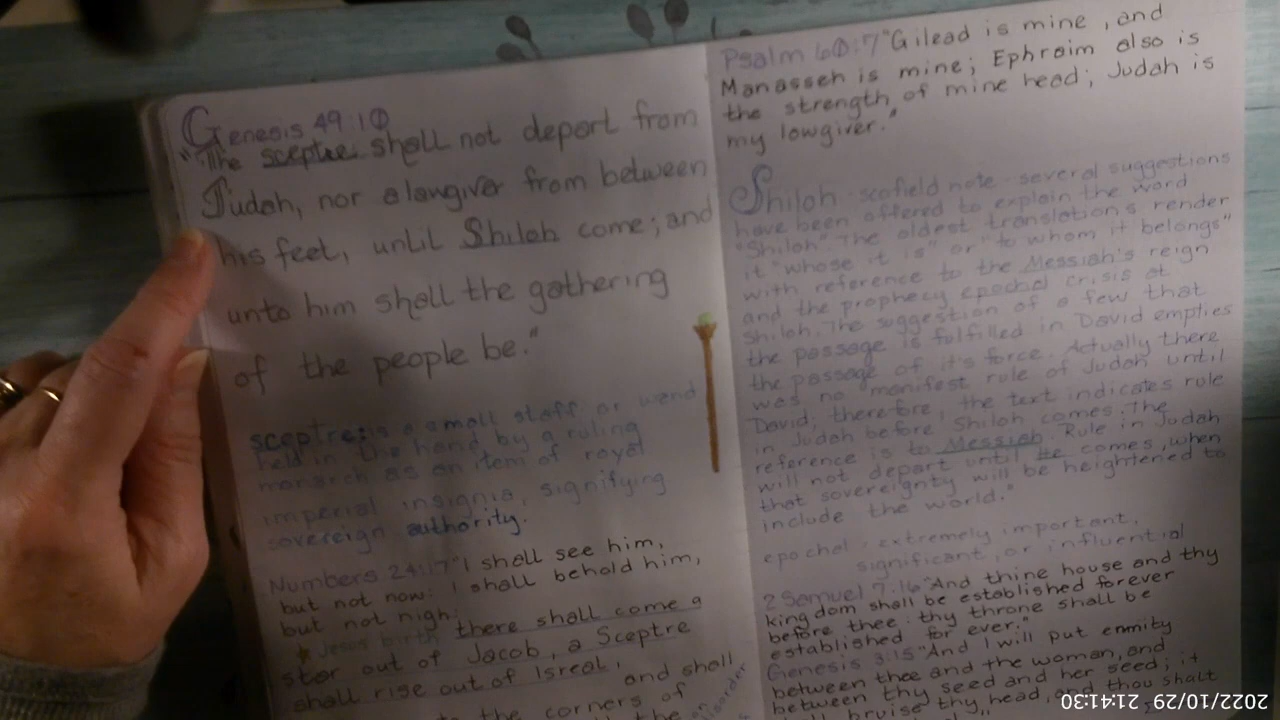 Genesis 49:10
"The sceptre shall not depart from
Judah, nor a lawgiver from between
his feet, until Shiloh come; and
unto him shall the gathering
of the people be."
sceptre: is a small staff or wand
held in the hand by a ruling
monarch as an item of royal
imperial insignia, signifying
sovereign authority.
Numbers 24:17 "I shall see him,
but not now: I shall behold him,
but not nigh:
Jesus birth there shall come a
star out of Jacob, a Sceptre
shall rise out of Isreal, and shall
the corners of
the
Psalm 60:7 "Gilead is mine, and
Manasseh is mine; Ephraim also is
the strength of mine head; Judah is
my lawgiver."
Shiloh - scofield note - several suggestions
have been offered to explain the word
"Shiloh" The oldest translations render
it "whose it is" or "to whom it belongs"
with reference to the Messiah's reign
and the prophecy epochal crisis at
Shiloh. The suggestion of a few that
the passage is fulfilled in David empties
the passage of it's force. Actually there
was no manifest rule of Judah until
David, therefore, the text indicates rule
in Judah before Shiloh comes. The
reference is to Messiah. Rule in Judah
will not depart until He comes, when
that sovereignty will be heightened to
include the world."
epochal: extremely important,
significant, or influential
2 Samuel 7:16 "And thine house and thy
kingdom shall be established forever
before thee: thy throne shall be
established for ever."
Genesis 3:15 "And I will put enmity
between thee and the woman, and
between thy seed and her seed; it
shall bruise thy head, and thou shalt
2022/10/29 21:41:30